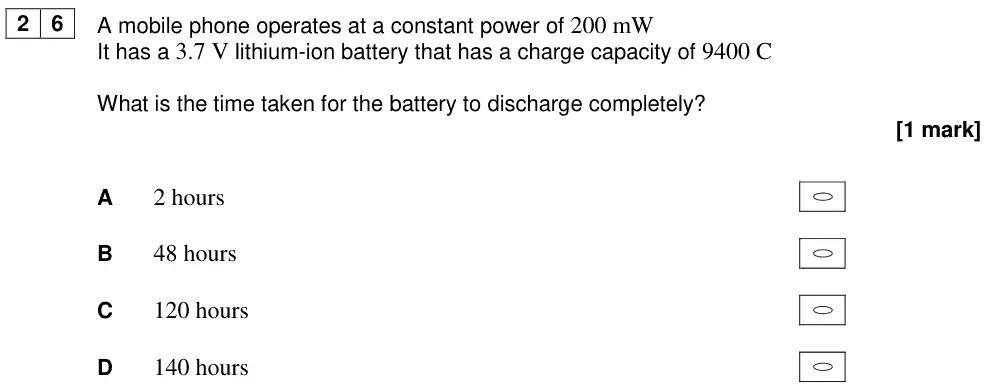 2 6 A mobile phone operates at a constant power of 200 mW
It has a 3.7 V lithium-ion battery that has a charge capacity of 9400 C
What is the time taken for the battery to discharge completely?
[1 mark]
A 2 hours
B 48 hours
C 120 hours
D 140 hours